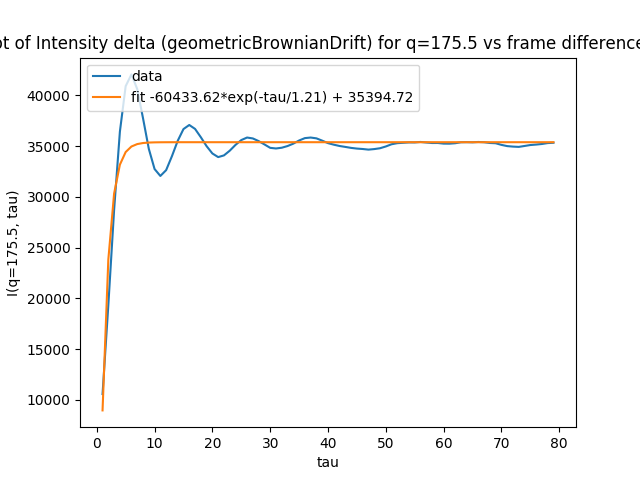 ot of Intensity delta (geometricBrownianDrift) for q=175.5 vs frame difference
data
fit -60433.62*exp(-tau/1.21) + 35394.72
40000
35000
30000
25000
20000
15000
10000
I(q=175.5, tau)
0 10 20 30 40 50 60 70 80
tau